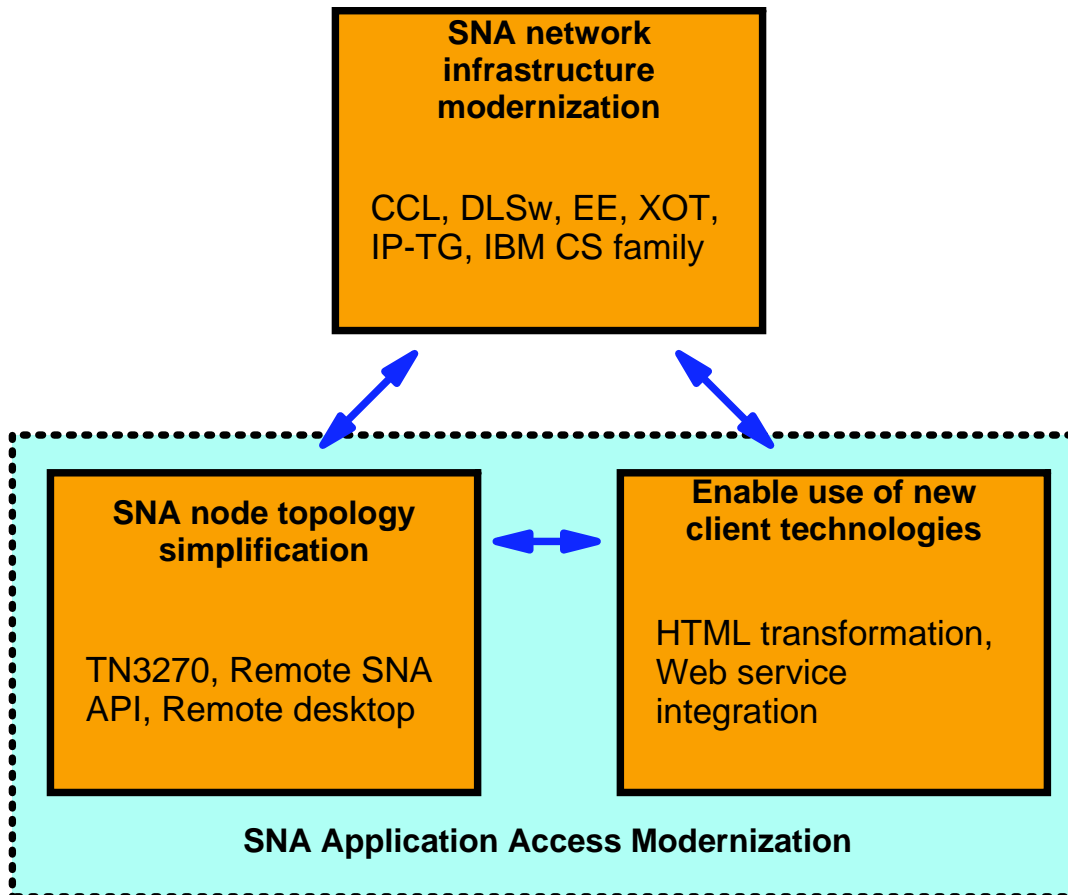 SNA network
infrastructure
modernization
CCL, DLSw, EE, XOT,
IP-TG, IBM CS family
SNA node topology
simplification
TN3270, Remote SNA
API, Remote desktop
Enable use of new
client technologies
HTML transformation,
Web service
integration
SNA Application Access Modernization